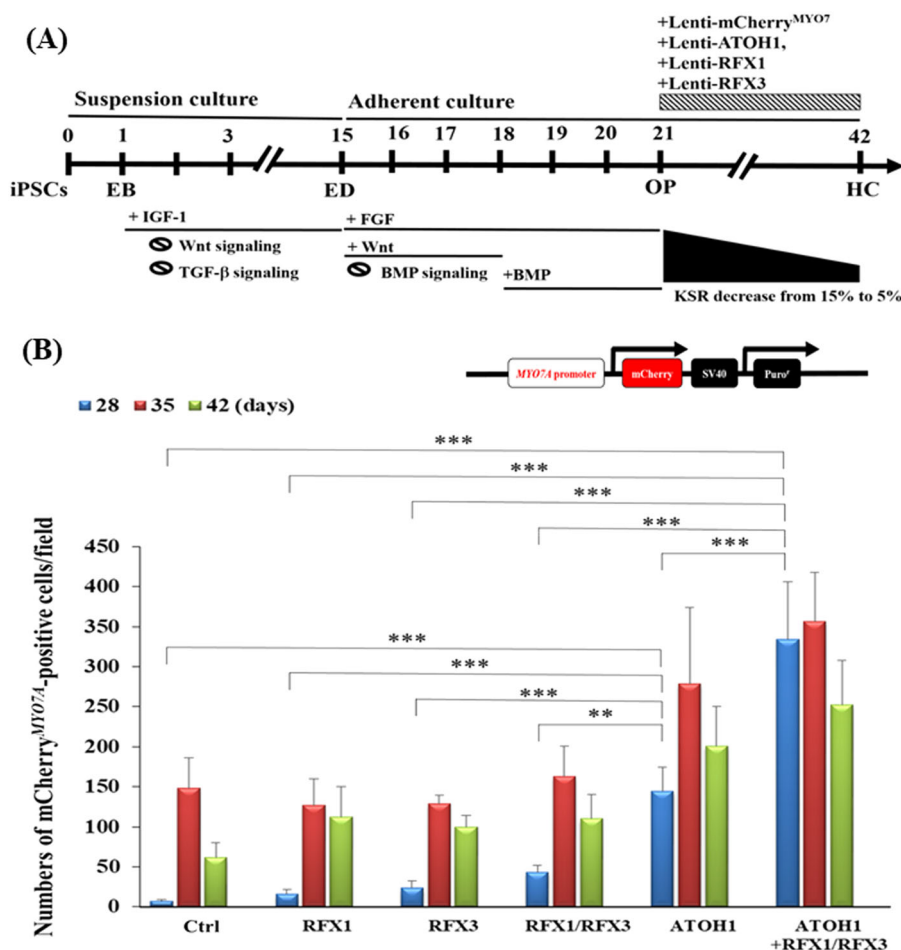 (A)
+Lenti-mCherry^MYO7
+Lenti-ATOH1,
+Lenti-RFX1
+Lenti-RFX3
Suspension culture
Adherent culture
0 1 3 15 16 17 18 19 20 21 42
iPSCs EB ED OP HC
+ IGF-1
Wnt signaling
TGF-β signaling
+ FGF
+ Wnt
BMP signaling
+BMP
KSR decrease from 15% to 5%
(B)
MYO7A promoter mCherry SV40 Puro^r
28 35 42 (days)
***
***
***
***
***
***
***
***
**
Numbers of mCherry^MYO7A-positive cells/field
450
400
350
300
250
200
150
100
50
0
Ctrl RFX1 RFX3 RFX1/RFX3 ATOH1 ATOH1
+RFX1/RFX3